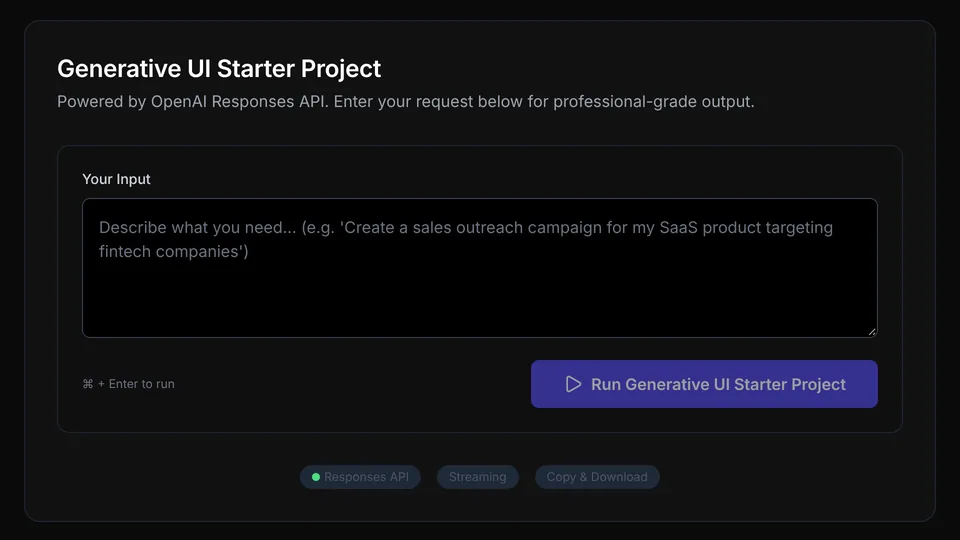 Generative UI Starter Project
Powered by OpenAI Responses API. Enter your request below for professional-grade output.
Your Input
Describe what you need... (e.g. 'Create a sales outreach campaign for my SaaS product targeting
fintech companies')
⌘ + Enter to run
Run Generative UI Starter Project
Responses API
Streaming
Copy & Download